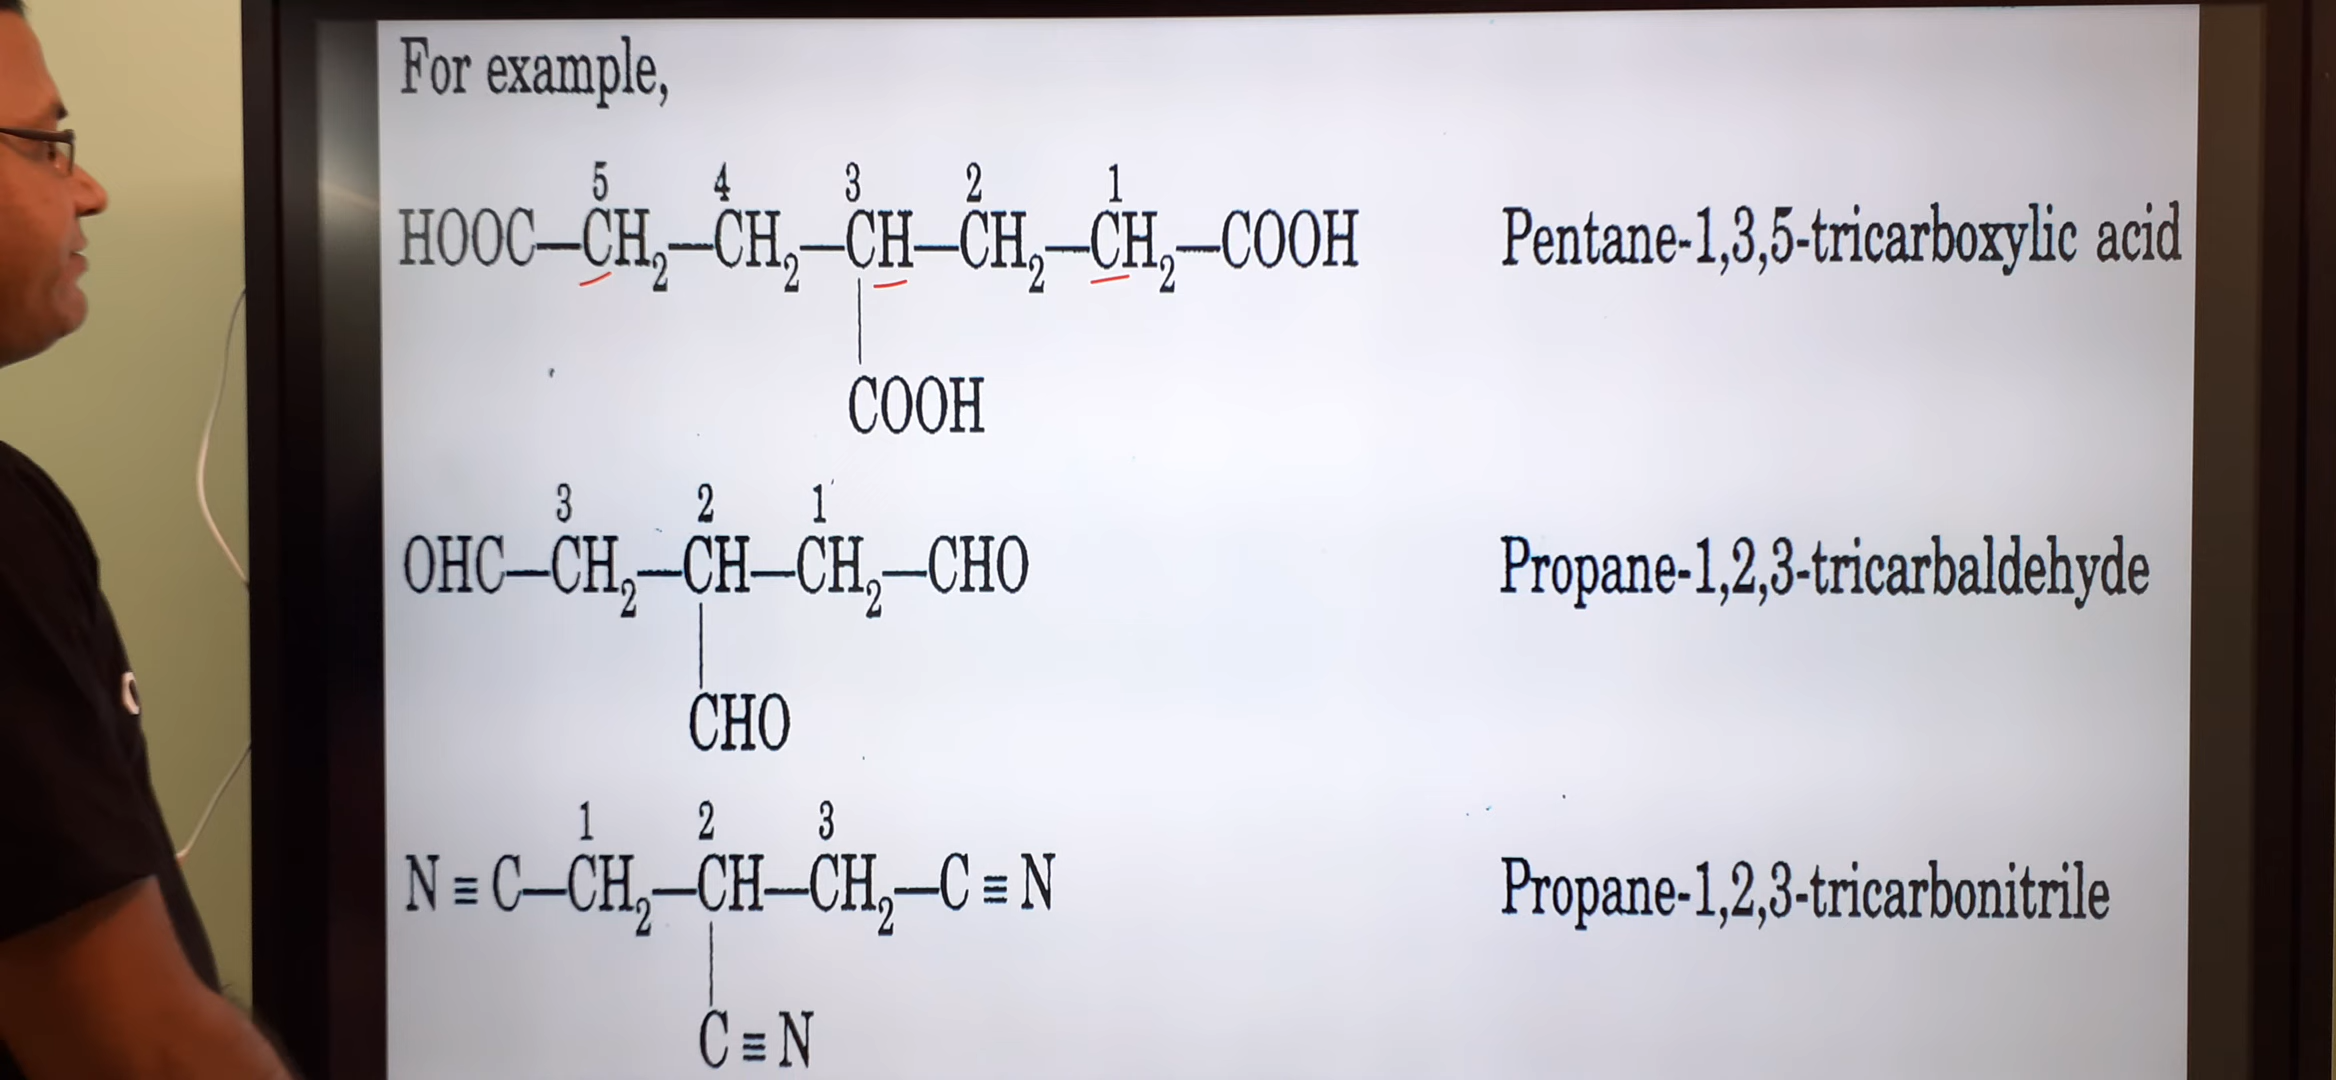 For example,
5 4 3 2 1
HOOC—CH₂—CH₂—CH—CH₂—CH₂—COOH Pentane-1,3,5-tricarboxylic acid
COOH
3 2 1
OHC—CH₂—CH—CH₂—CHO Propane-1,2,3-tricarbaldehyde
CHO
1 2 3
N≡C—CH₂—CH—CH₂—C≡N Propane-1,2,3-tricarbonitrile
C≡N